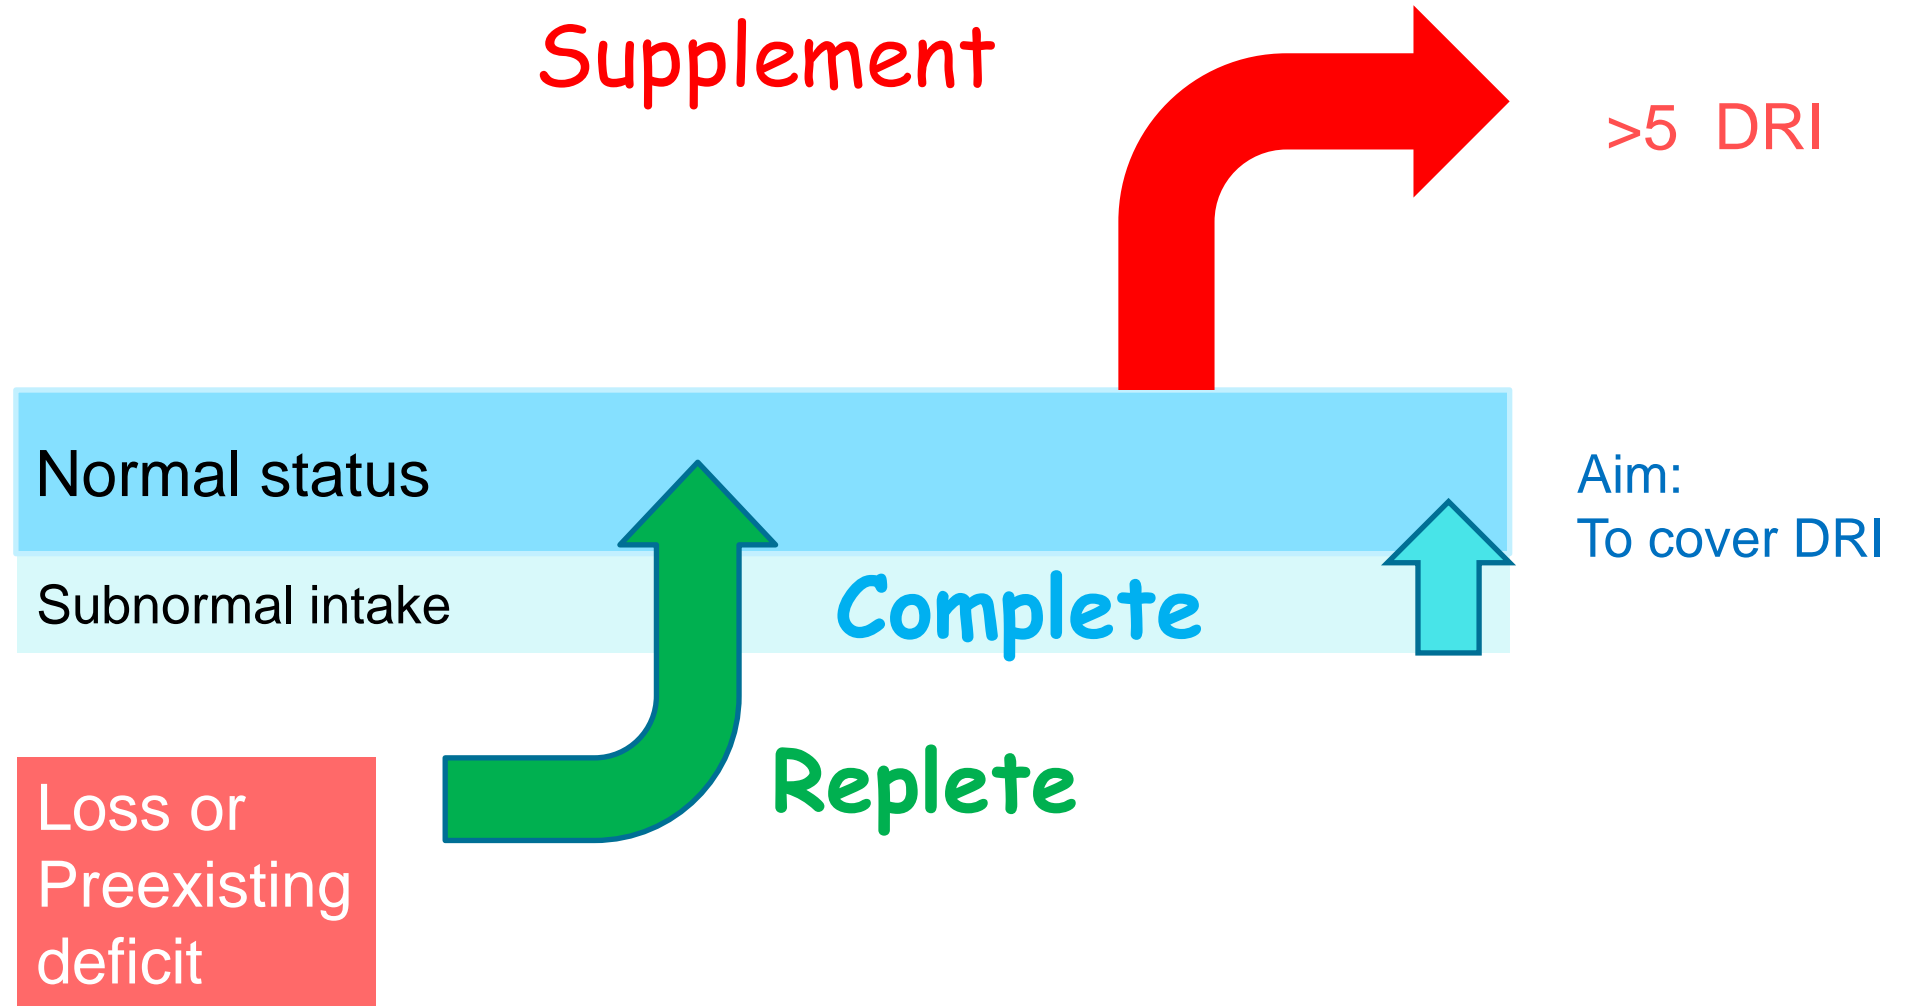 Supplement
>5 DRI
Normal status
Aim:
To cover DRI
Subnormal intake
Complete
Replete
Loss or
Preexisting
deficit